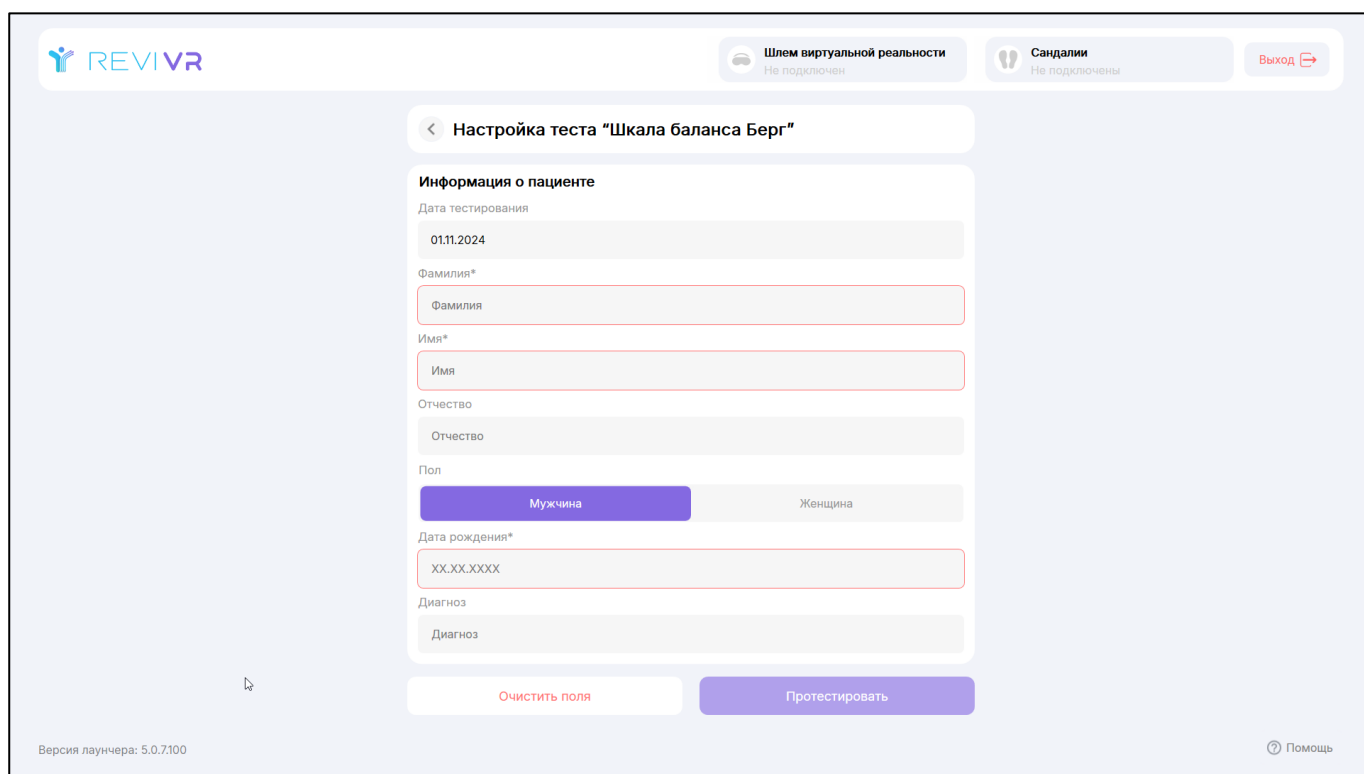 REVIVR
Шлем виртуальной реальности
Не подключен
Сандалии
Не подключены
Выход
Настройка теста “Шкала баланса Берг”
Информация о пациенте
Дата тестирования
01.11.2024
Фамилия*
Фамилия
Имя*
Имя
Отчество
Отчество
Пол
Мужчина
Женщина
Дата рождения*
XX.XX.XXXX
Диагноз
Диагноз
Очистить поля
Протестировать
Версия лаунчера: 5.0.7.100
? Помощь